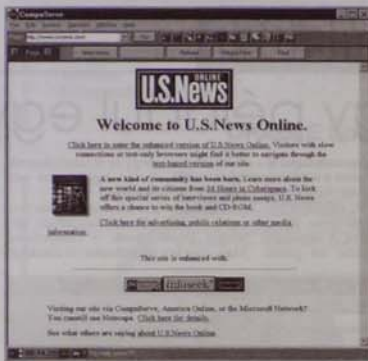 CompuServe
ONLINE
U.S.News
Welcome to U.S.News Online.
Click here to enter the enhanced version of U.S.News Online. Visitors with slow
connections or text-only browsers might find it better to navigate through the
text-based version of our site.
A new kind of community has been born. Learn more about the
new world and its citizens from 24 Hours in Cyberspace. To kick
off this special series of interviews and photo essays, U.S. News
offers a chance to win the book and CD-ROM.
Click here for advertising, public relations or other media
information.
This site is enhanced with:
infoseek
Visiting our site via CompuServe, America Online, or the Microsoft Network?
You can still use Netscape. Click here for details.
See what others are saying about U.S.News Online.